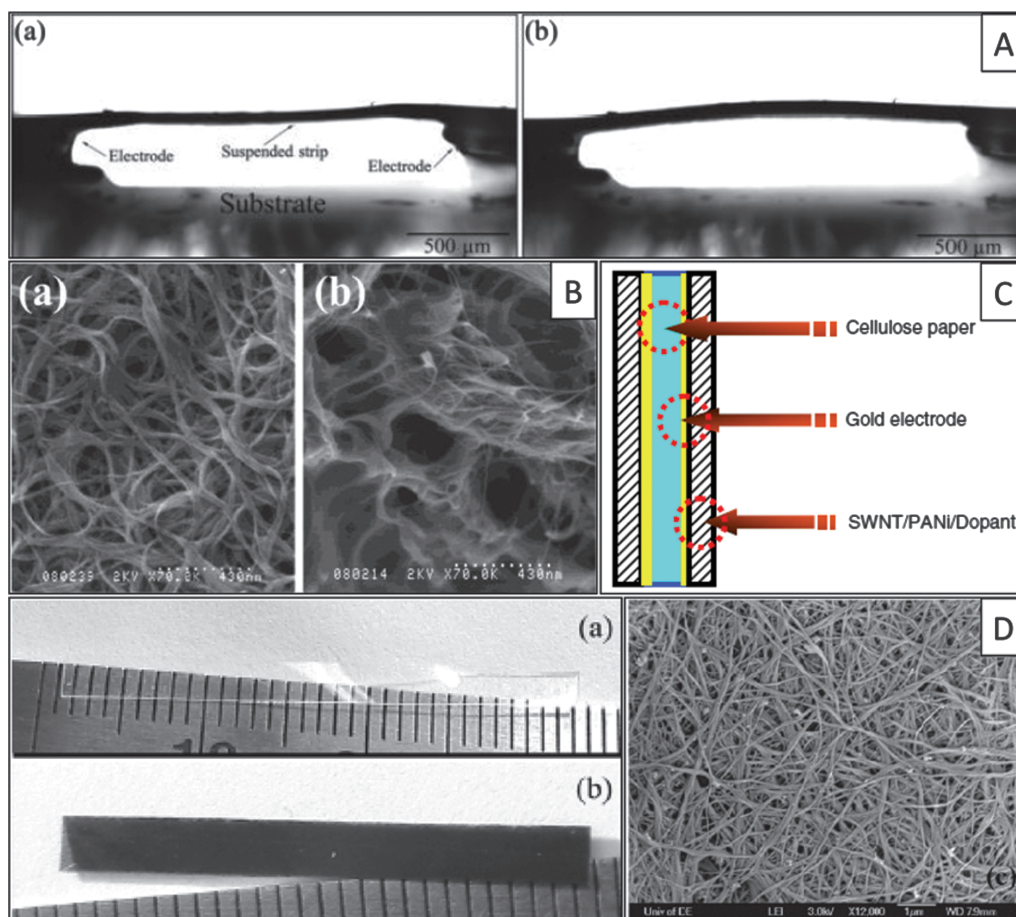 (a)
(b)
A
Electrode
Suspended strip
Electrode
Substrate
500 µm
500 µm
(a)
(b)
B
080239 2KV X70.0K 430nm
080214 2KV X70.0K 430nm
C
Cellulose paper
Gold electrode
SWNT/PANi/Dopant
(a)
(b)
D
(c)
Univ of DE LEI 3.0kV X12,000 1µm WD 7.9mm